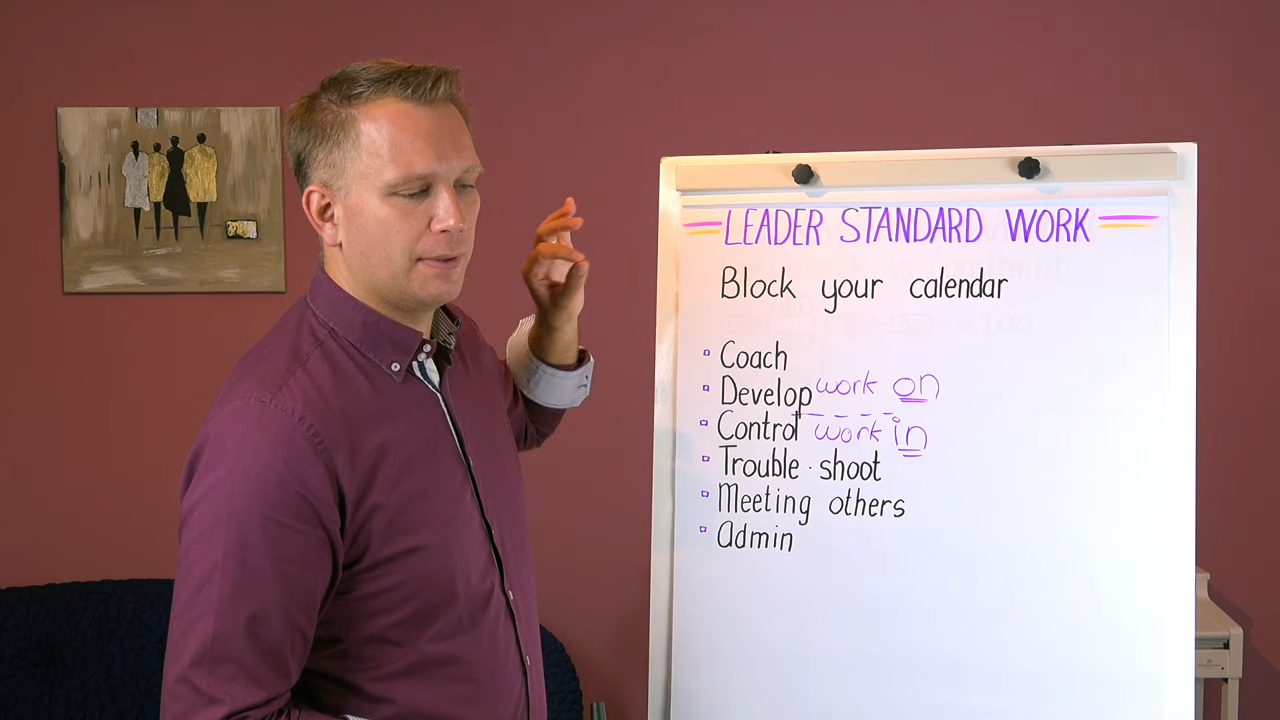 LEADER STANDARD WORK
Block your calendar
Coach
Develop work on
Control work in
Trouble-shoot
Meeting others
Admin